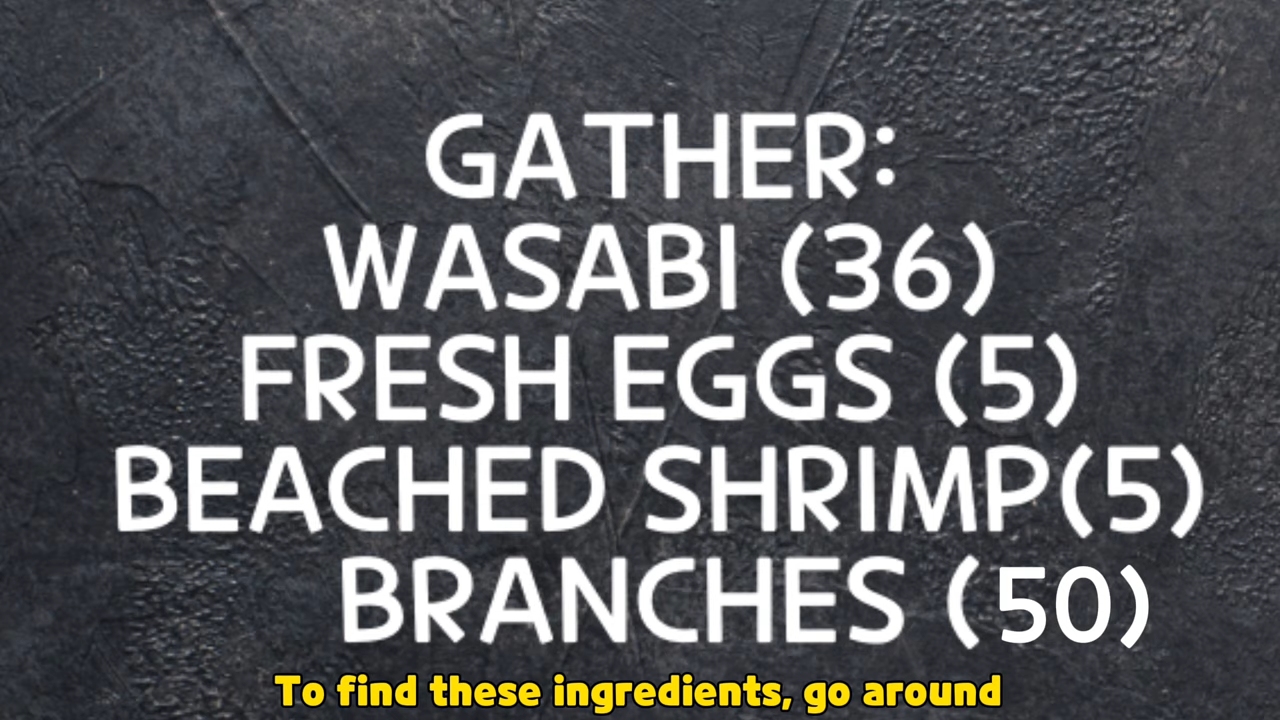 GATHER:
WASABI (36)
FRESH EGGS (5)
BEACHED SHRIMP(5)
BRANCHES (50)
To find these ingredients, go around